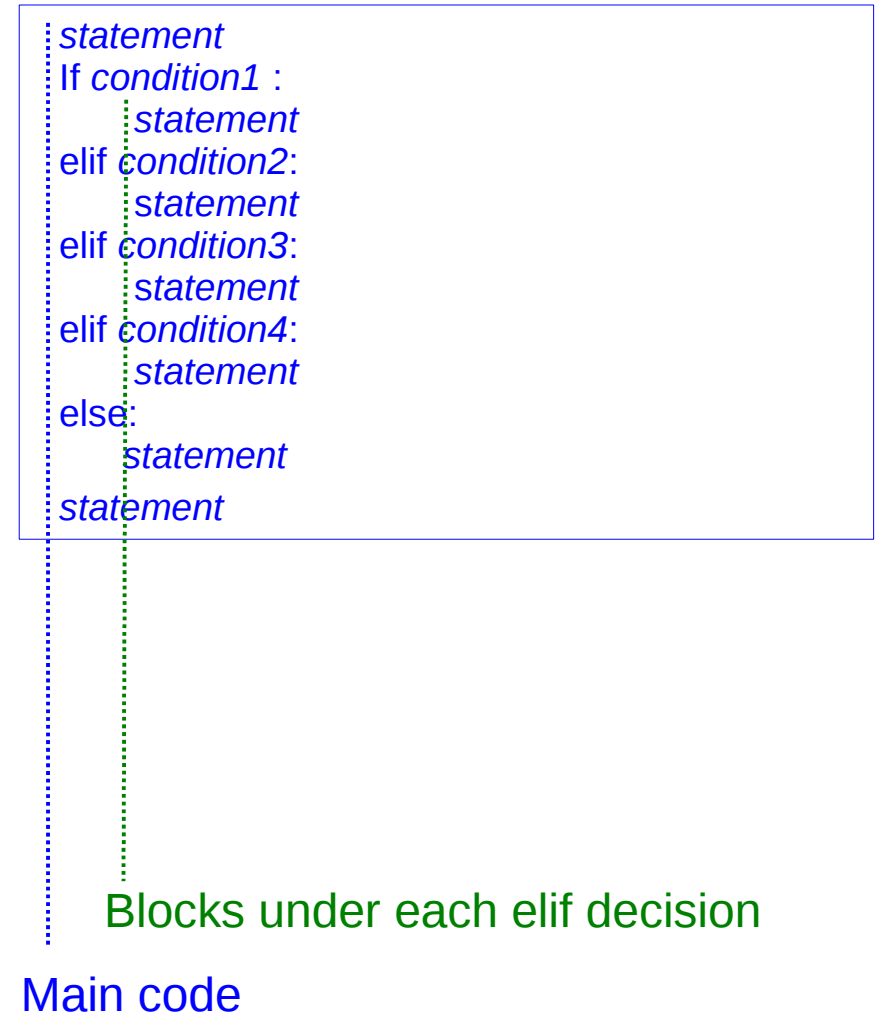 statement
If condition1 :
statement
elif condition2:
statement
elif condition3:
statement
elif condition4:
statement
else:
statement
statement
Blocks under each elif decision
Main code